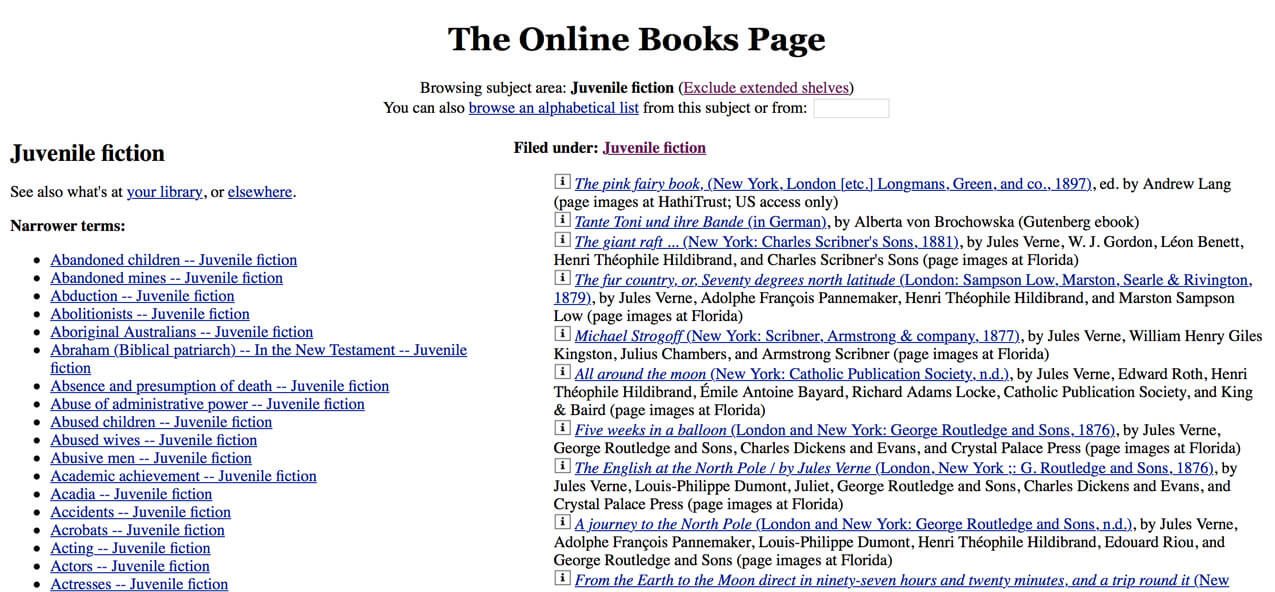 The Online Books Page
Browsing subject area: Juvenile fiction (Exclude extended shelves)
You can also browse an alphabetical list from this subject or from:
Juvenile fiction
See also what's at your library, or elsewhere.
Narrower terms:
Abandoned children -- Juvenile fiction
Abandoned mines -- Juvenile fiction
Abduction -- Juvenile fiction
Abolitionists -- Juvenile fiction
Aboriginal Australians -- Juvenile fiction
Abraham (Biblical patriarch) -- In the New Testament -- Juvenile
fiction
Absence and presumption of death -- Juvenile fiction
Abuse of administrative power -- Juvenile fiction
Abused children -- Juvenile fiction
Abused wives -- Juvenile fiction
Abusive men -- Juvenile fiction
Academic achievement -- Juvenile fiction
Acadia -- Juvenile fiction
Accidents -- Juvenile fiction
Acrobats -- Juvenile fiction
Acting -- Juvenile fiction
Actors -- Juvenile fiction
Actresses -- Juvenile fiction
Filed under: Juvenile fiction
i The pink fairy book, (New York, London [etc.] Longmans, Green, and co., 1897), ed. by Andrew Lang
(page images at HathiTrust; US access only)
i Tante Toni und ihre Bande (in German), by Alberta von Brochowska (Gutenberg ebook)
i The giant raft ... (New York: Charles Scribner's Sons, 1881), by Jules Verne, W. J. Gordon, Léon Benett,
Henri Théophile Hildibrand, and Charles Scribner's Sons (page images at Florida)
i The fur country, or, Seventy degrees north latitude (London: Sampson Low, Marston, Searle & Rivington,
1879), by Jules Verne, Adolphe François Pannemaker, Henri Théophile Hildibrand, and Marston Sampson
Low (page images at Florida)
i Michael Strogoff (New York: Scribner, Armstrong & company, 1877), by Jules Verne, William Henry Giles
Kingston, Julius Chambers, and Armstrong Scribner (page images at Florida)
i All around the moon (New York: Catholic Publication Society, n.d.), by Jules Verne, Edward Roth, Henri
Théophile Hildibrand, Émile Antoine Bayard, Richard Adams Locke, Catholic Publication Society, and King
& Baird (page images at Florida)
i Five weeks in a balloon (London and New York: George Routledge and Sons, 1876), by Jules Verne,
George Routledge and Sons, Charles Dickens and Evans, and Crystal Palace Press (page images at Florida)
i The English at the North Pole / by Jules Verne (London, New York :: G. Routledge and Sons, 1876), by
Jules Verne, Louis-Philippe Dumont, Juliet, George Routledge and Sons, Charles Dickens and Evans, and
Crystal Palace Press (page images at Florida)
i A journey to the North Pole (London and New York: George Routledge and Sons, n.d.), by Jules Verne,
Adolphe François Pannemaker, Louis-Philippe Dumont, Henri Théophile Hildibrand, Edouard Riou, and
George Routledge and Sons (page images at Florida)
i From the Earth to the Moon direct in ninety-seven hours and twenty minutes, and a trip round it (New